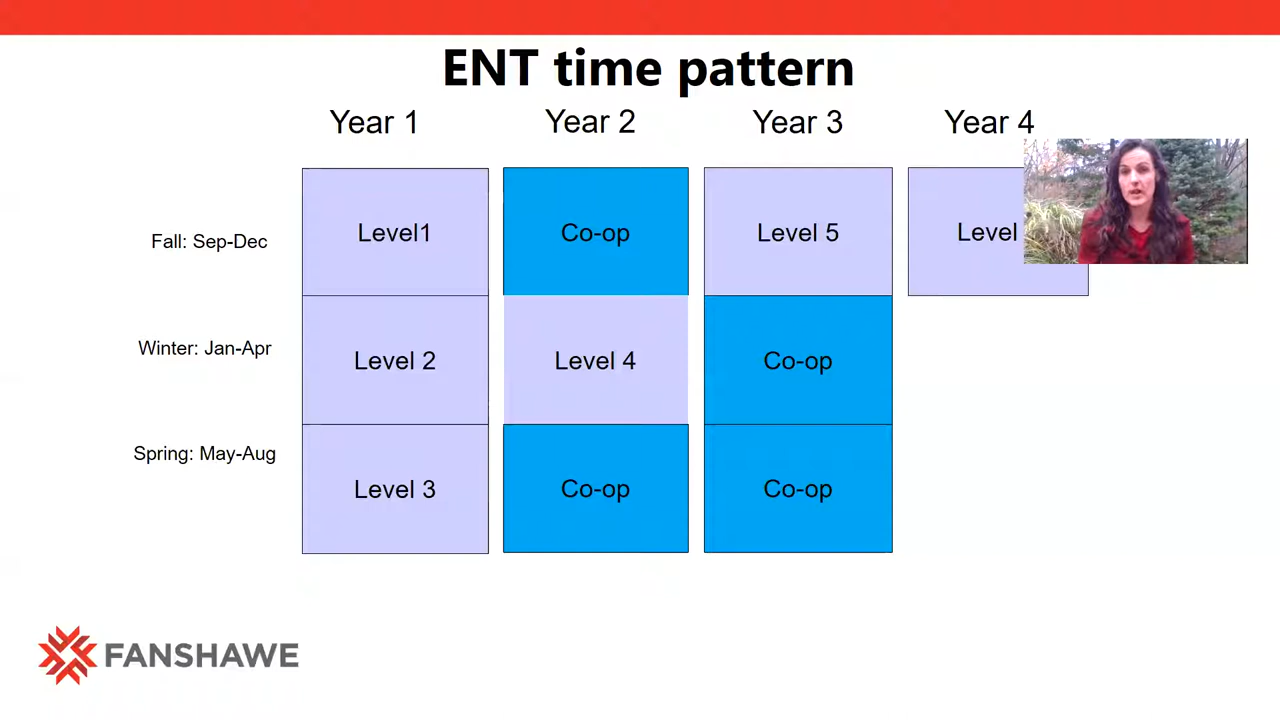 ENT time pattern
Year 1 Year 2 Year 3 Year 4
Fall: Sep-Dec Level1 Co-op Level 5 Level
Winter: Jan-Apr Level 2 Level 4 Co-op
Spring: May-Aug Level 3 Co-op Co-op
FANSHAWE